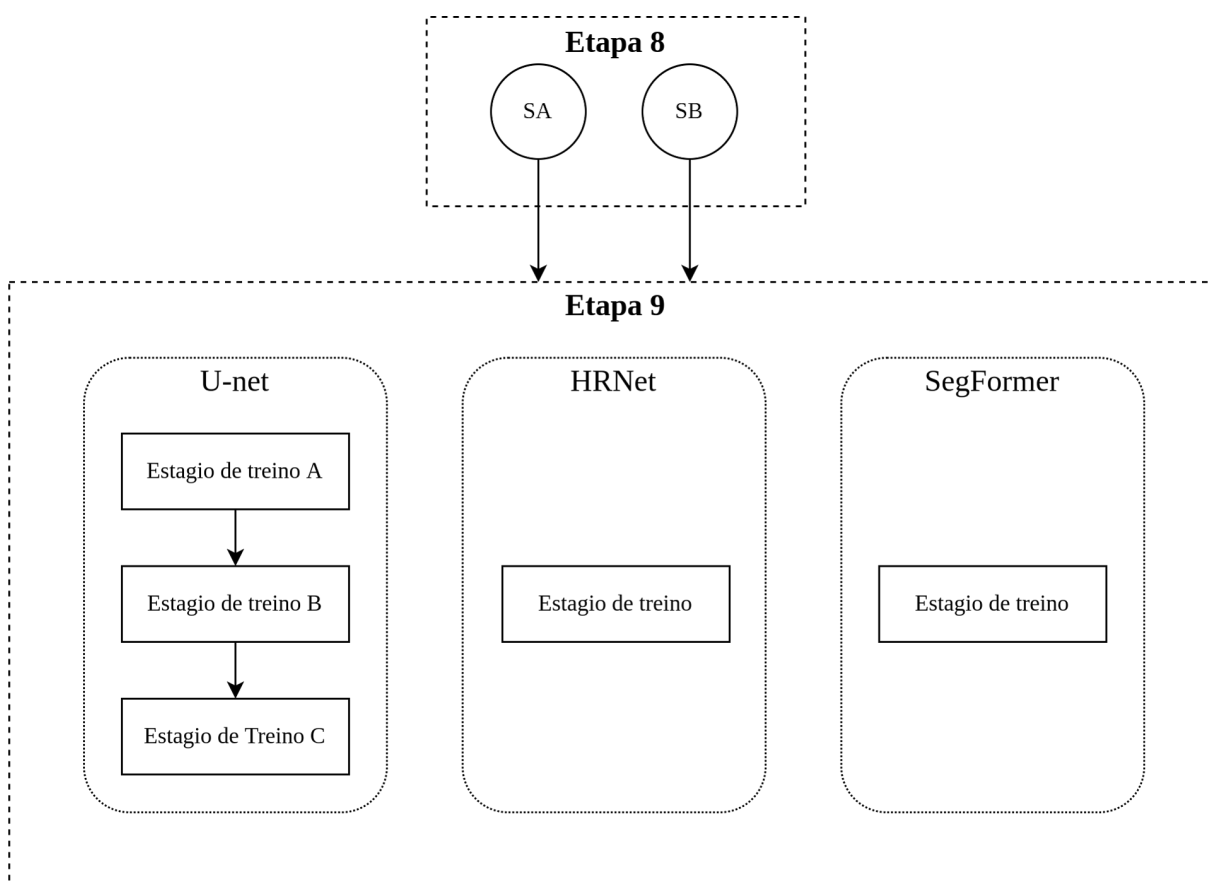 Etapa 8
SA
SB
Etapa 9
U-net
HRNet
SegFormer
Estagio de treino A
Estagio de treino B
Estagio de treino
Estagio de treino
Estagio de Treino C